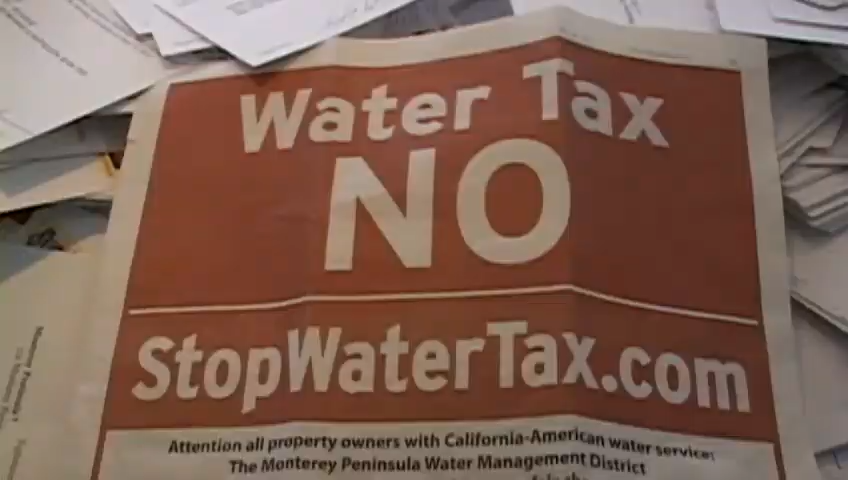 Water Tax
NO
StopWaterTax.com
Attention all property owners with California-American water service:
The Monterey Peninsula Water Management District